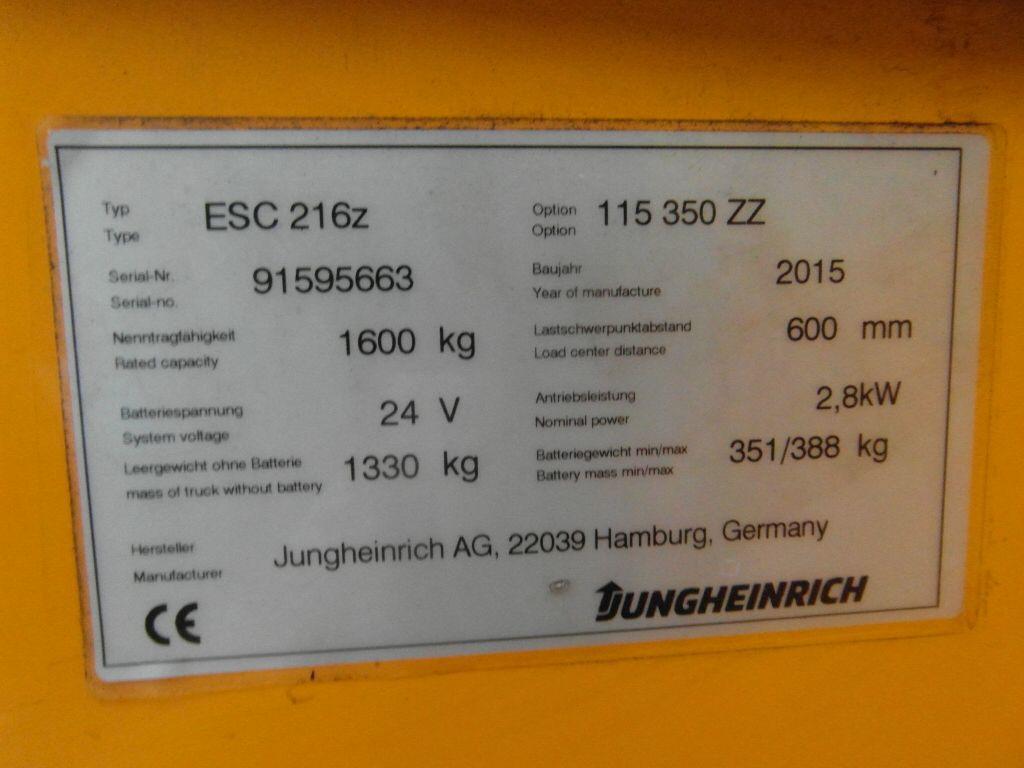 Typ
Type
ESC 216z
Option
Option
115 350 ZZ
Serial-Nr.
Serial-no.
91595663
Baujahr
Year of manufacture
2015
Nenntragfähigkeit
Rated capacity
1600 kg
Lastschwerpunktabstand
Load center distance
600 mm
Batteriespannung
System voltage
24 V
Antriebsleistung
Nominal power
2,8kW
Leergewicht ohne Batterie
mass of truck without battery
1330 kg
Batteriegewicht min/max
Battery mass min/max
351/388 kg
Hersteller
Manufacturer
Jungheinrich AG, 22039 Hamburg, Germany
CE
JUNGHEINRICH